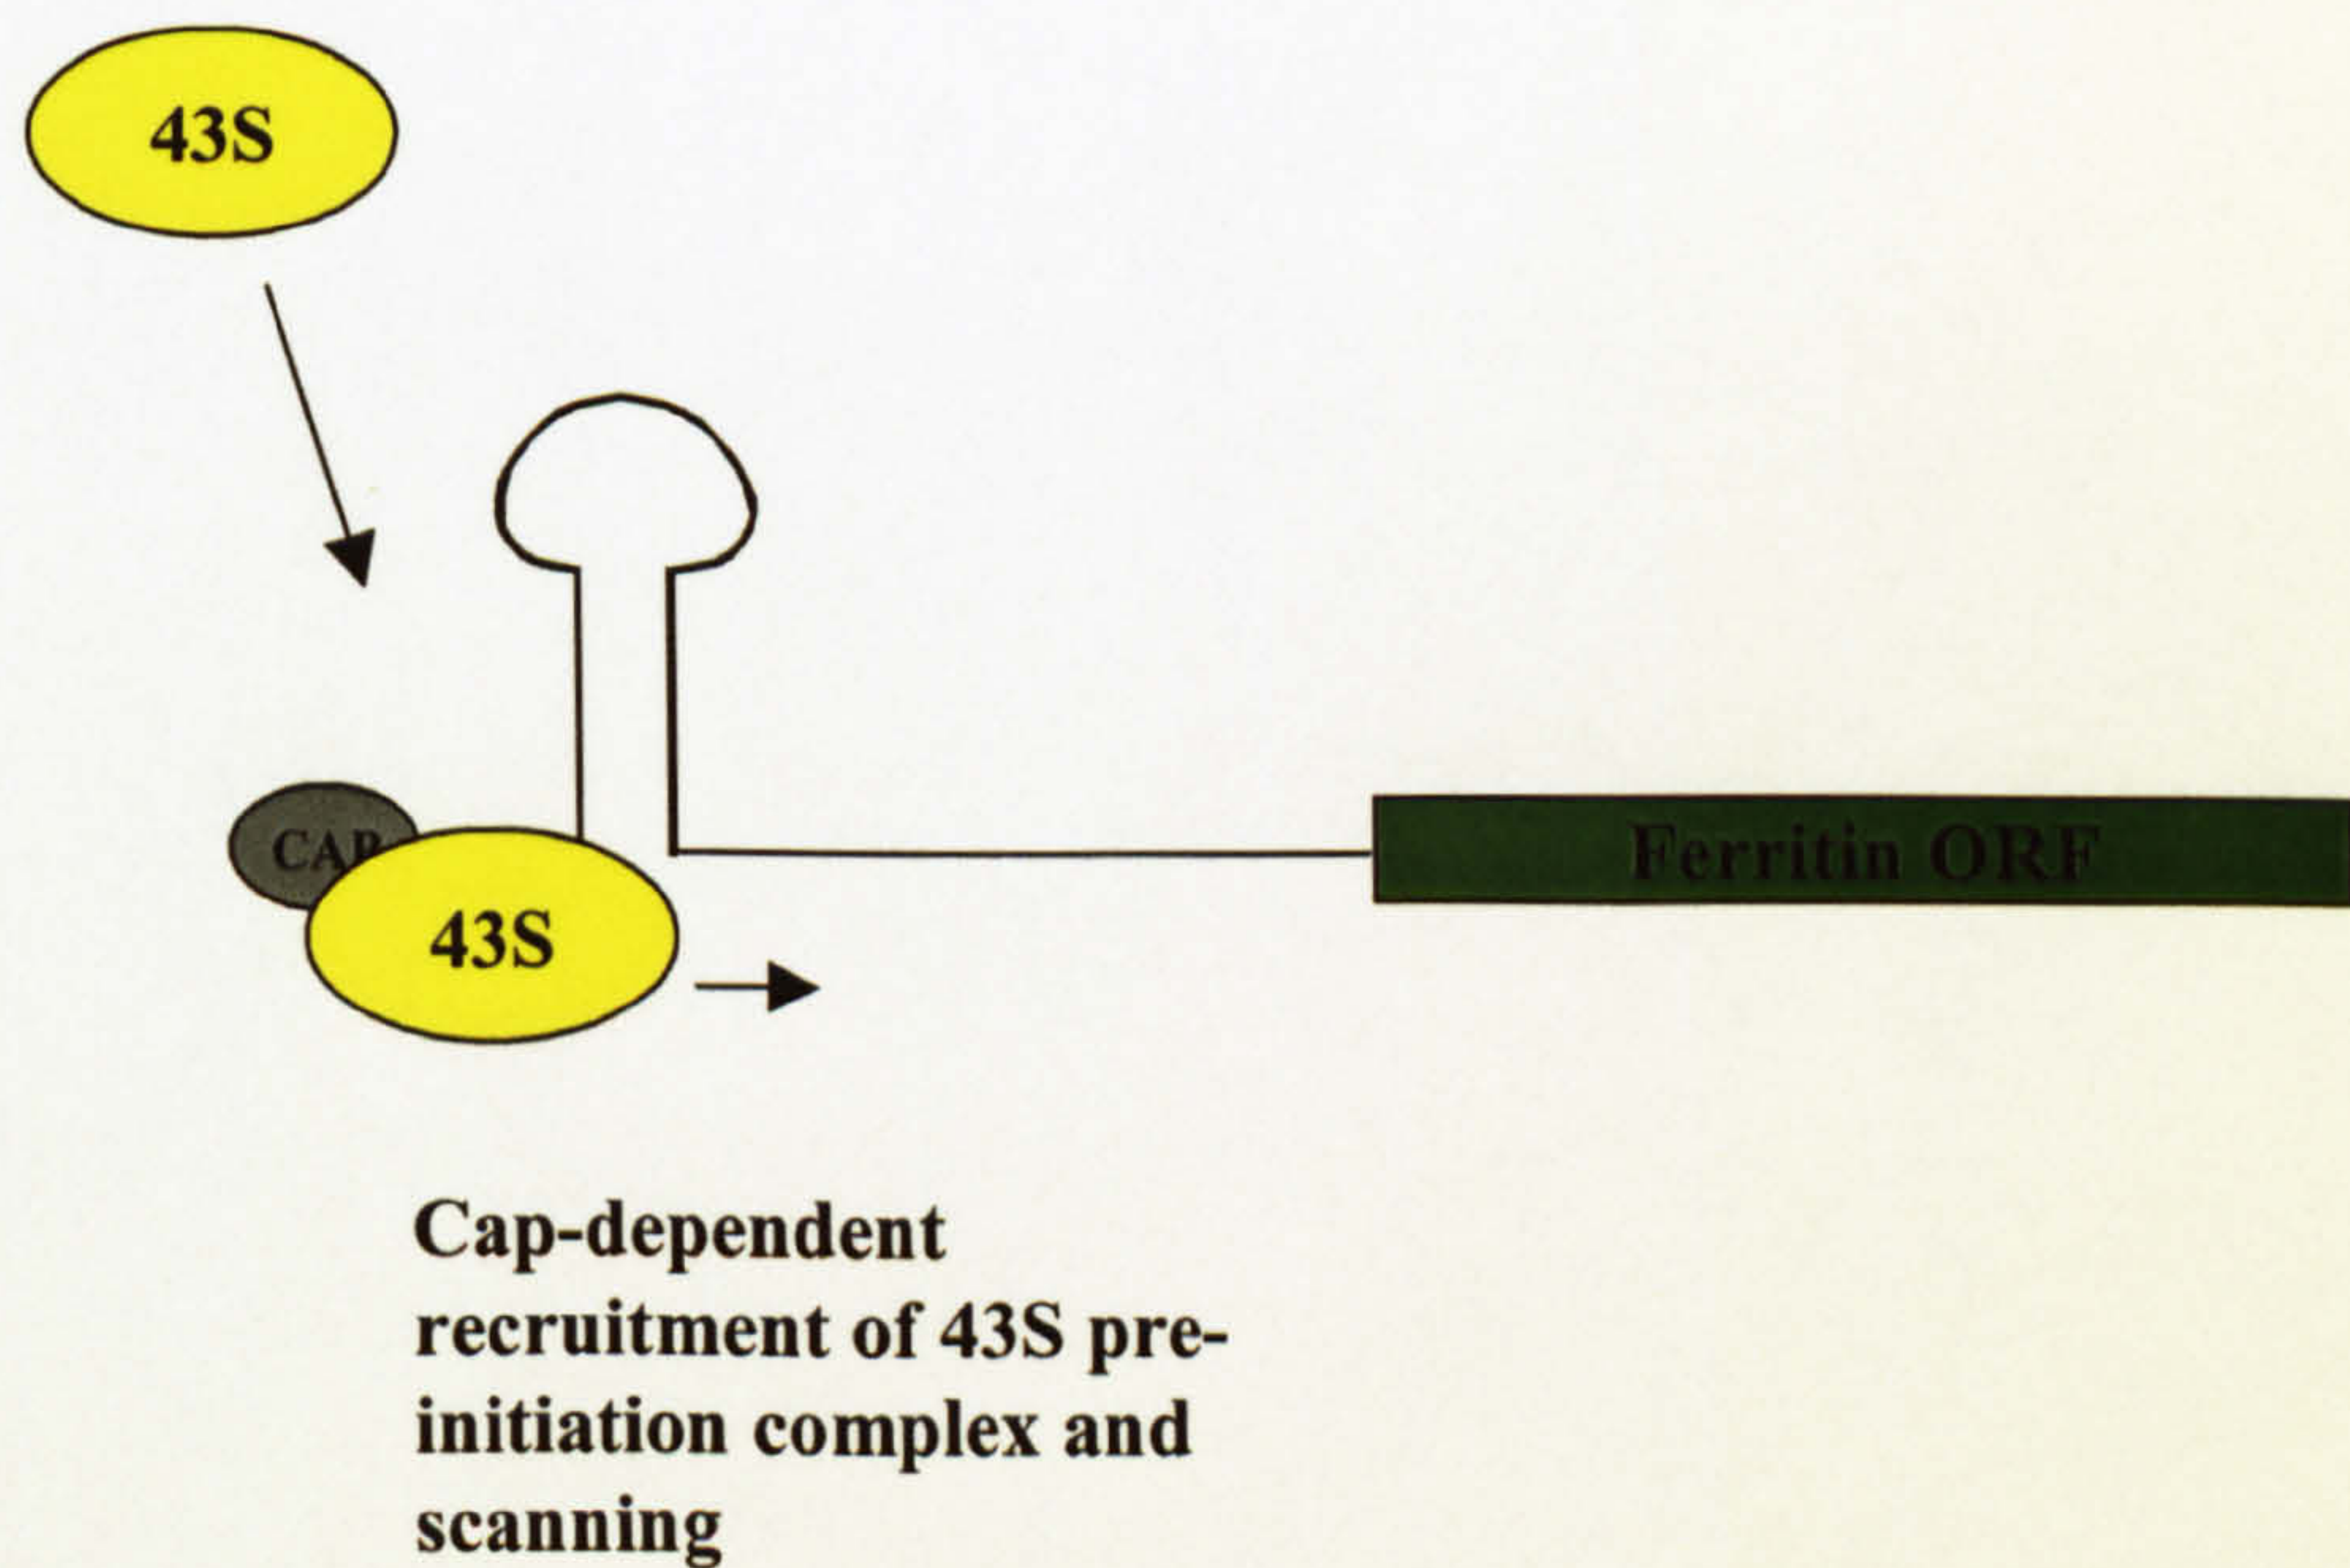 43S
CAP
43S
Ferritin ORF
Cap-dependent
recruitment of 43S pre-
initiation complex and
scanning